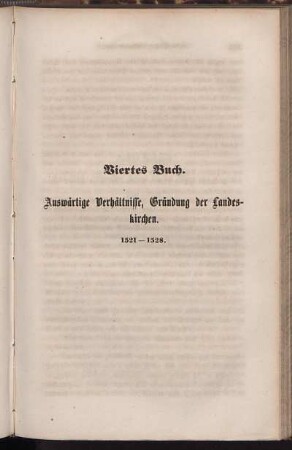 Viertes Buch.
Auswärtige Verhältnisse, Gründung der Landes-
kirchen.
1521 — 1528.